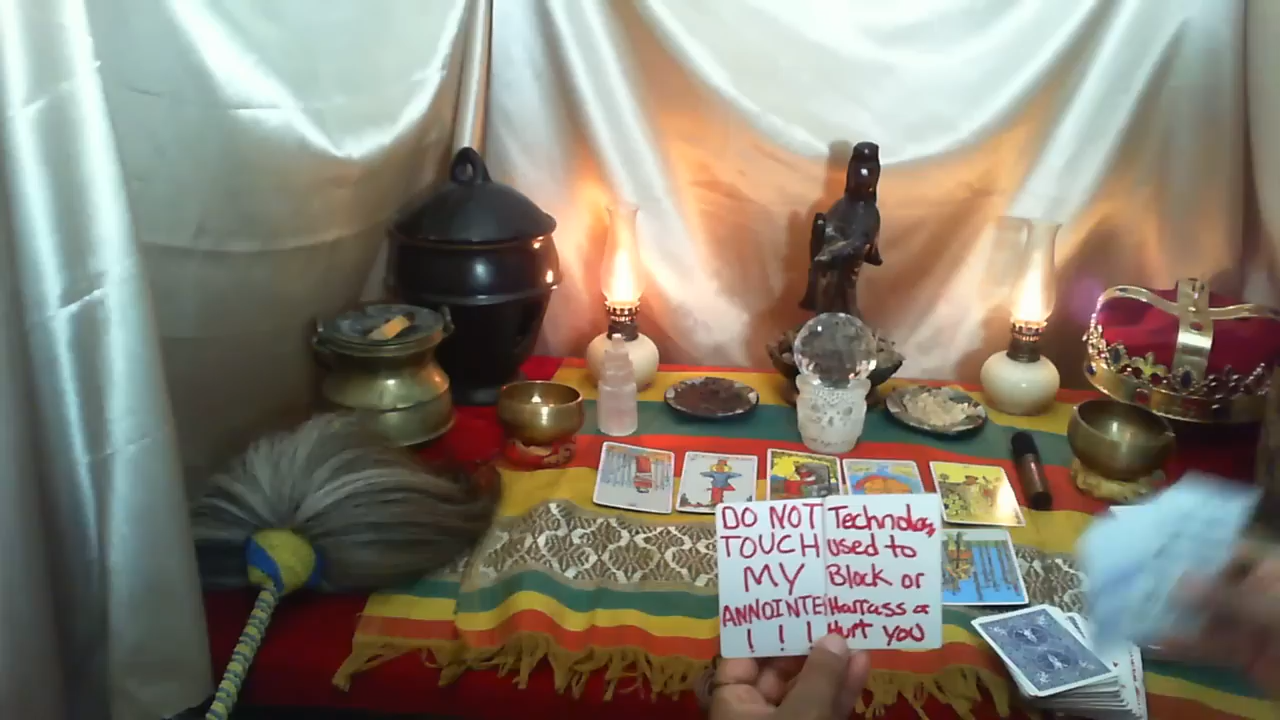 DO NOT
TOUCH
MY
ANNOINTE
! ! !
Technology
used to
Block or
Harrass or
Hurt you